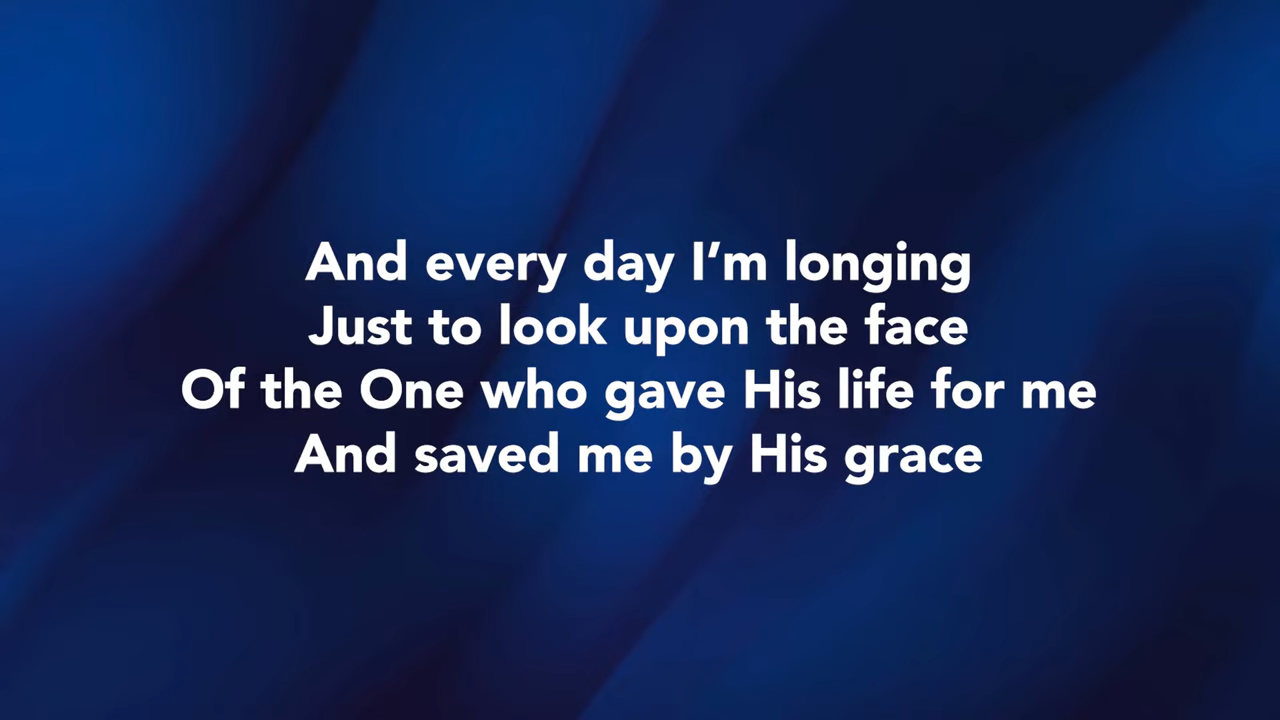 And every day I’m longing
Just to look upon the face
Of the One who gave His life for me
And saved me by His grace